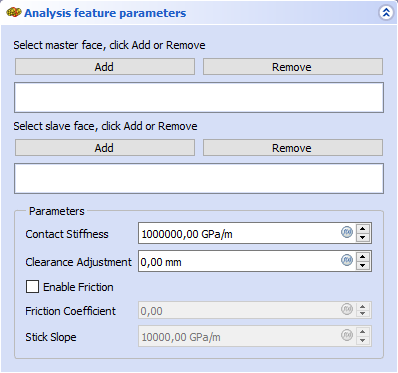 Analysis feature parameters
Select master face, click Add or Remove
Add Remove
Select slave face, click Add or Remove
Add Remove
Parameters
Contact Stiffness 1000000,00 GPa/m
Clearance Adjustment 0,00 mm
Enable Friction
Friction Coefficient 0,00
Stick Slope 10000,00 GPa/m